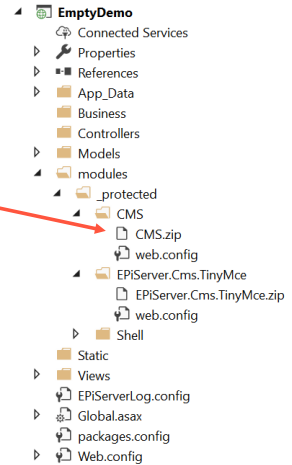 EmptyDemo
Connected Services
Properties
References
App_Data
Business
Controllers
Models
modules
_protected
CMS
CMS.zip
web.config
EPiServer.Cms.TinyMce
EPiServer.Cms.TinyMce.zip
web.config
Shell
Static
Views
EPiServerLog.config
Global.asax
packages.config
Web.config